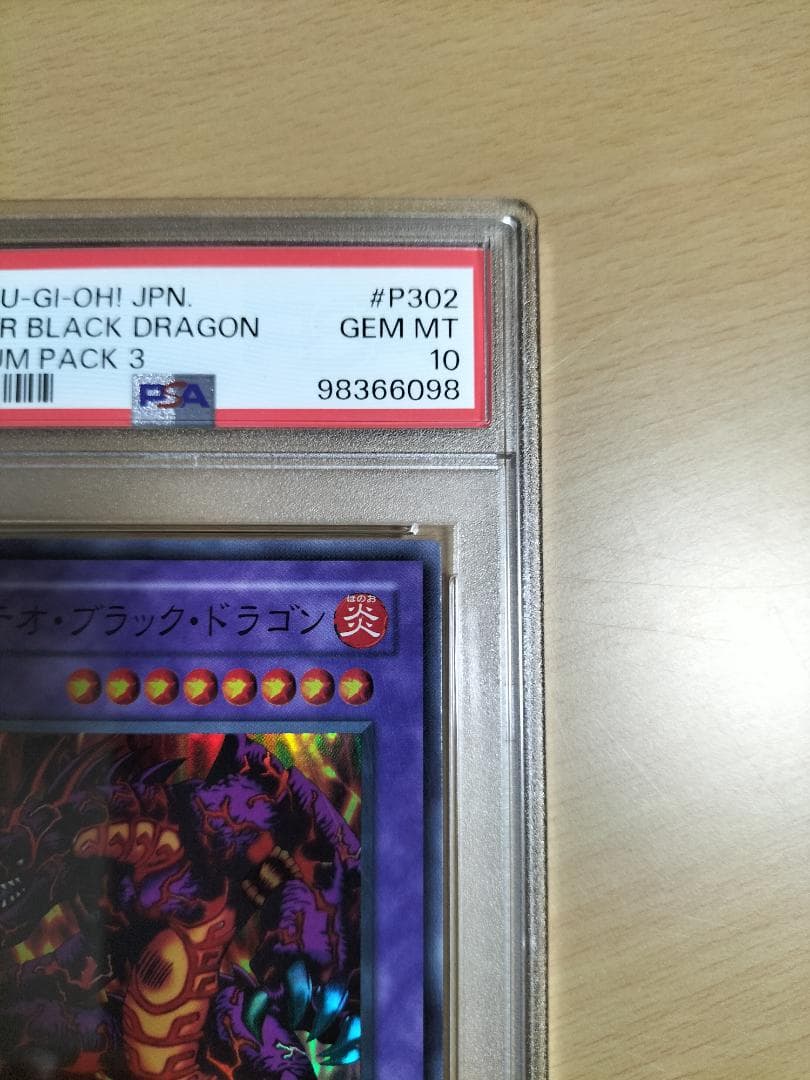 U-GI-OH! JPN. #P302
R BLACK DRAGON GEM MT
UM PACK 3 10
PSA 98366098
テオ・ブラック・ドラゴン 炎
ほのお